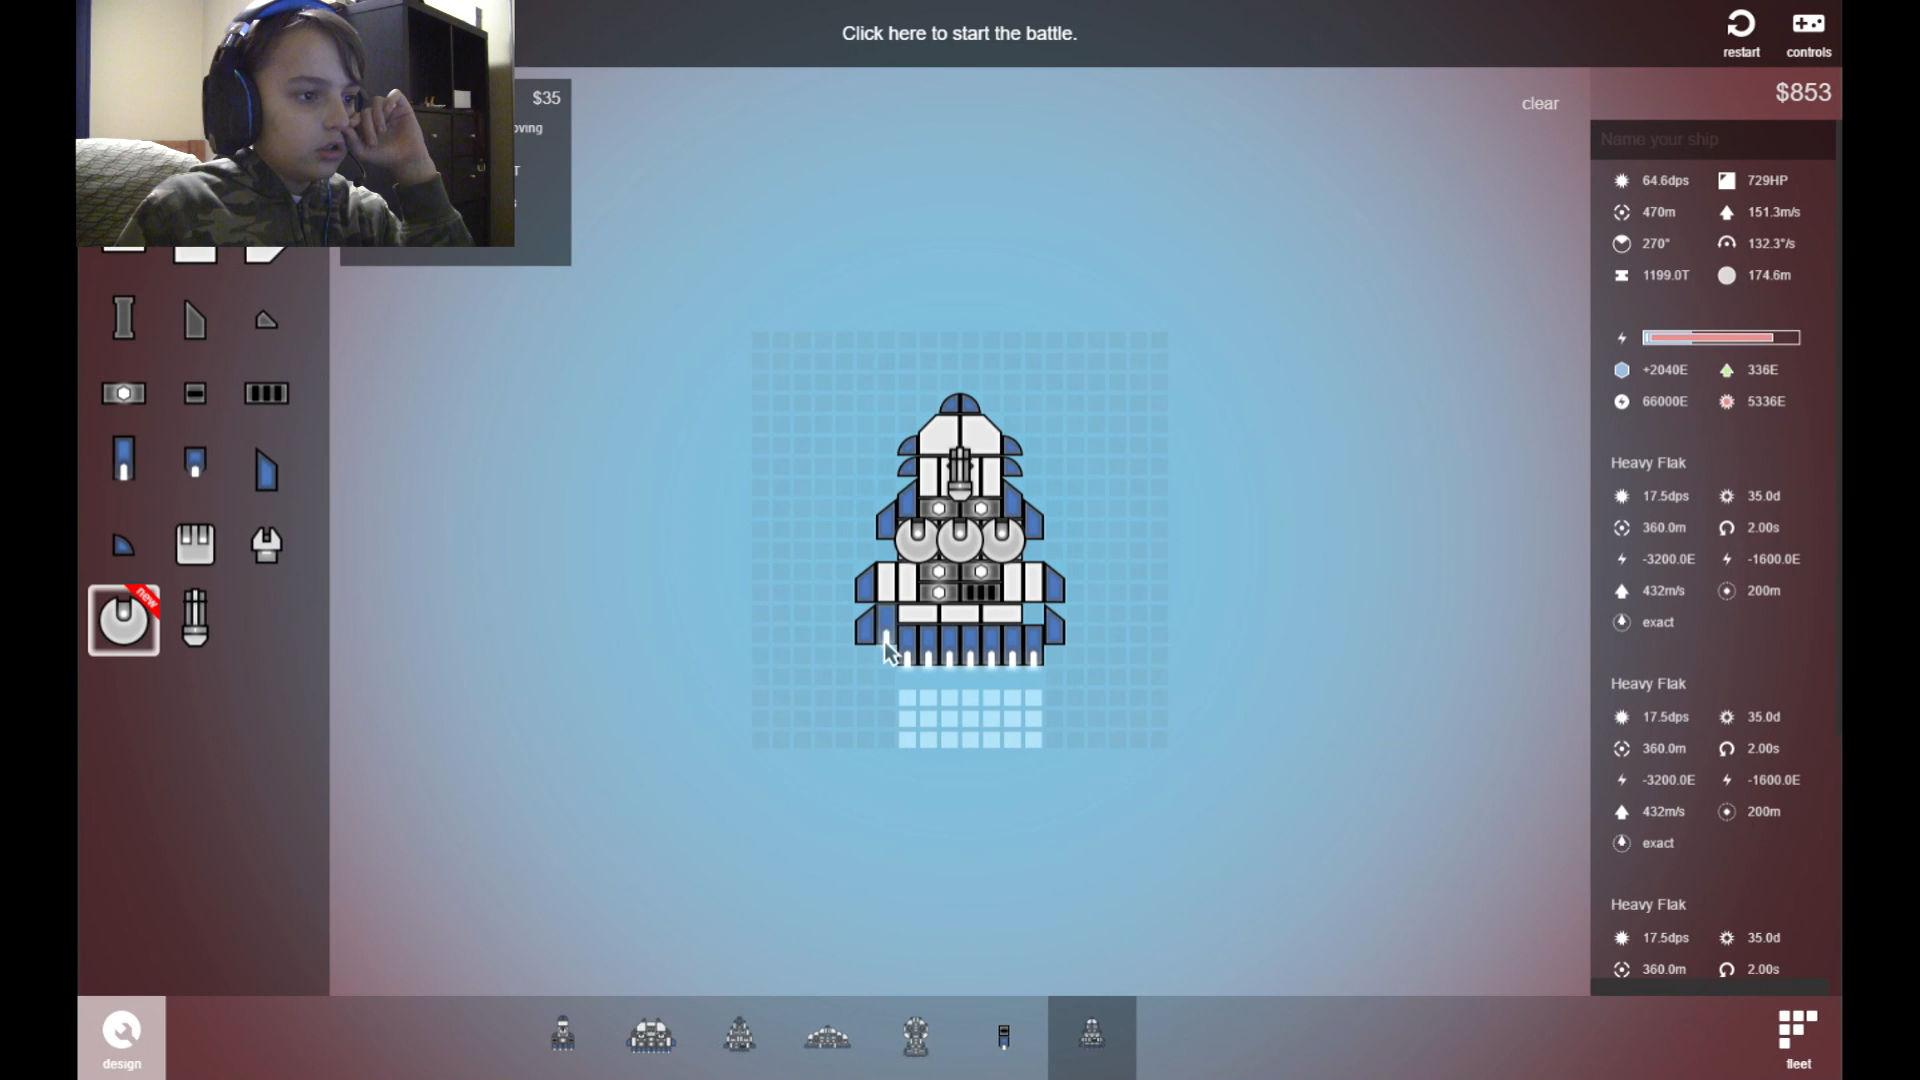 Click here to start the battle.
restart
controls
$35
clear
$853
Name your ship
64.6dps 729HP
470m 151.3m/s
270° 132.3°/s
1199.0T 174.6m
+2040E 336E
66000E 5336E
Heavy Flak
17.5dps 35.0d
360.0m 2.00s
-3200.0E -1600.0E
432m/s 200m
exact
Heavy Flak
17.5dps 35.0d
360.0m 2.00s
-3200.0E -1600.0E
432m/s 200m
exact
Heavy Flak
17.5dps 35.0d
360.0m 2.00s
new
design
fleet